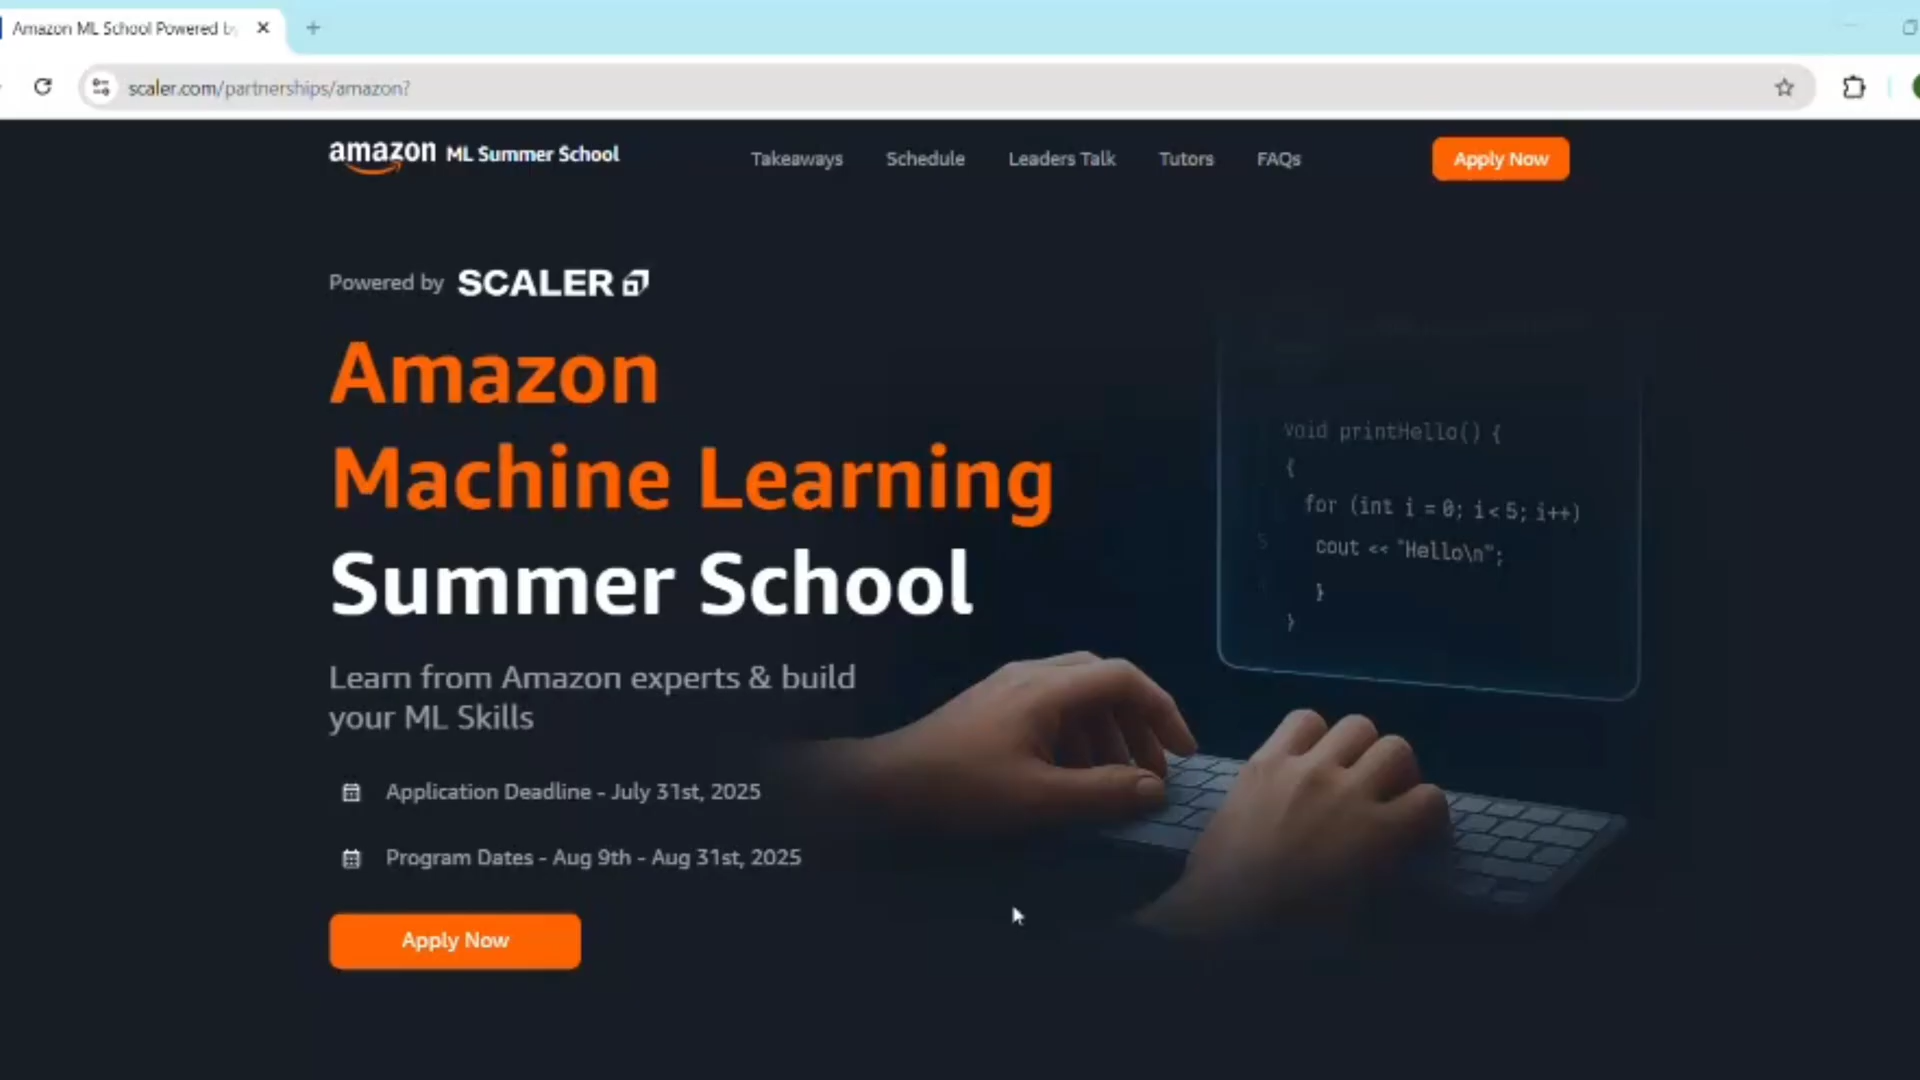 Amazon ML School Powered by
scaler.com/partnerships/amazon?
amazon ML Summer School
Takeaways
Schedule
Leaders Talk
Tutors
FAQs
Apply Now
Powered by SCALER
Amazon
Machine Learning
Summer School
Learn from Amazon experts & build
your ML Skills
Application Deadline - July 31st, 2025
Program Dates - Aug 9th - Aug 31st, 2025
Apply Now
void printHello() {
{
for (int i = 0; i < 5; i++)
5
cout << "Hello\n";
}
}